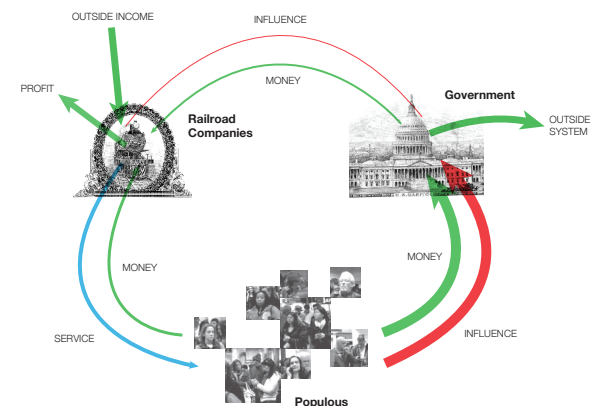 OUTSIDE INCOME
INFLUENCE
MONEY
PROFIT
Government
Railroad
Companies
OUTSIDE
SYSTEM
MONEY
MONEY
SERVICE
INFLUENCE
Populous